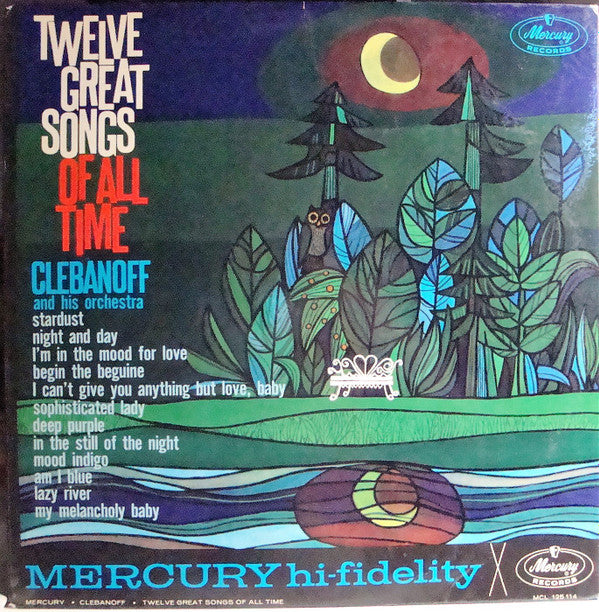 TWELVE
GREAT
SONGS
OF ALL
TIME
CLEBANOFF
and his orchestra
stardust
night and day
I'm in the mood for love
begin the beguine
I can't give you anything but love, baby
sophisticated lady
deep purple
in the still of the night
mood indigo
am I blue
lazy river
my melancholy baby
Mercury
RECORDS
MERCURY hi-fidelity
Mercury
RECORDS
MCL 125 114
MERCURY • CLEBANOFF • TWELVE GREAT SONGS OF ALL TIME